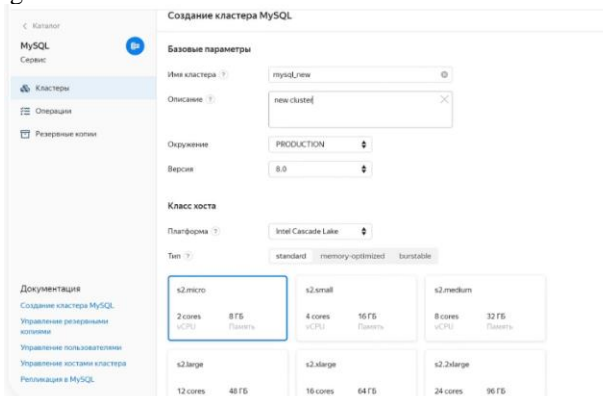 Каталог
MySQL
Сервис
Кластеры
Операции
Резервные копии
Документация
Создание кластера MySQL
Управление резервными
копиями
Управление пользователями
Управление хостами кластера
Репликация в MySQL
Создание кластера MySQL
Базовые параметры
Имя кластера ? mysql_new
Описание ? new cluster
Окружение PRODUCTION
Версия 8.0
Класс хоста
Платформа ? Intel Cascade Lake
Тип ? standard memory-optimized burstable
s2.micro s2.small s2.medium
2 cores 8 ГБ 4 cores 16 ГБ 8 cores 32 ГБ
vCPU Память vCPU Память vCPU Память
s2.large s2.xlarge s2.2xlarge
12 cores 48 ГБ 16 cores 64 ГБ 24 cores 96 ГБ